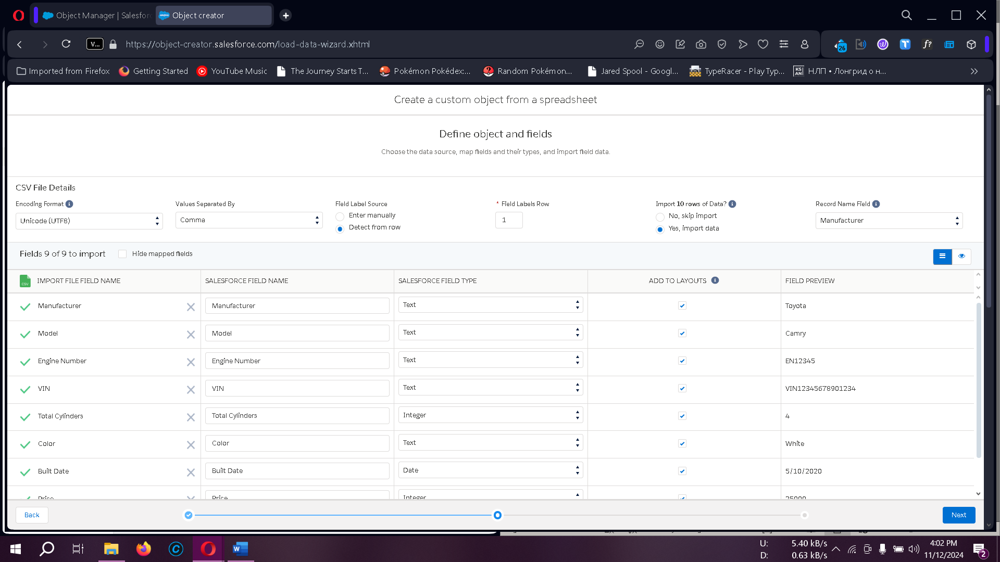 Object Manager | Salesforc
Object creator
V...
https://object-creator.salesforce.com/load-data-wizard.xhtml
26
f?
Imported from Firefox
Getting Started
YouTube Music
The Journey Starts T...
Pokémon Pokédex:...
Random Pokémon...
Jared Spool - Googl...
TypeRacer - Play Typ...
KS
ANI
НЛП • Лонгрид о н...
Create a custom object from a spreadsheet
Define object and fields
Choose the data source, map fields and their types, and import field data.
CSV File Details
Encoding Format
Values Separated By
Field Label Source
* Field Labels Row
Import 10 rows of Data?
Record Name Field
Unicode (UTF8)
Comma
Enter manually
Detect from row
1
No, skip import
Yes, import data
Manufacturer
Fields 9 of 9 to import
Hide mapped fields
CSV
IMPORT FILE FIELD NAME
SALESFORCE FIELD NAME
SALESFORCE FIELD TYPE
ADD TO LAYOUTS
FIELD PREVIEW
Manufacturer Manufacturer Text Toyota
Model Model Text Camry
Engine Number Engine Number Text EN12345
VIN VIN Text VIN12345678901234
Total Cylinders Total Cylinders Integer 4
Color Color Text White
Built Date Built Date Date 5/10/2020
Price Price Integer 25000
Back
Next
U: 5.40 kB/s
D: 0.63 kB/s
4:02 PM
11/12/2024
2